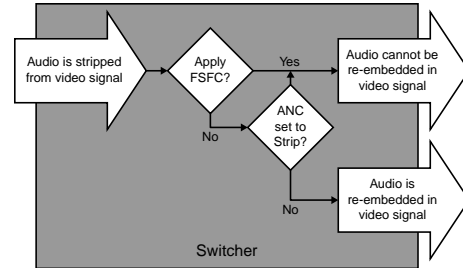 Audio is stripped
from video signal
Apply
FSFC?
Yes
Audio cannot be
re-embedded in
video signal
No
ANC
set to
Strip?
No
Audio is
re-embedded in
video signal
Switcher